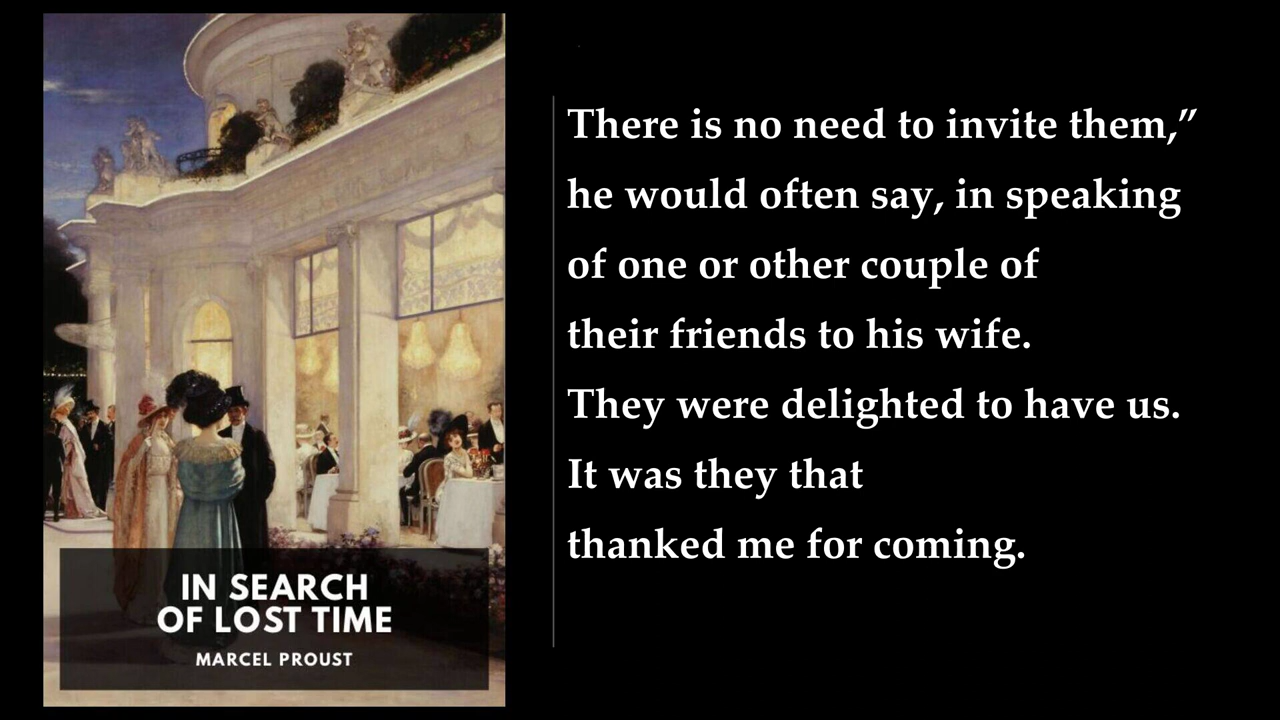 There is no need to invite them,”
he would often say, in speaking
of one or other couple of
their friends to his wife.
They were delighted to have us.
It was they that
thanked me for coming.
IN SEARCH
OF LOST TIME
MARCEL PROUST